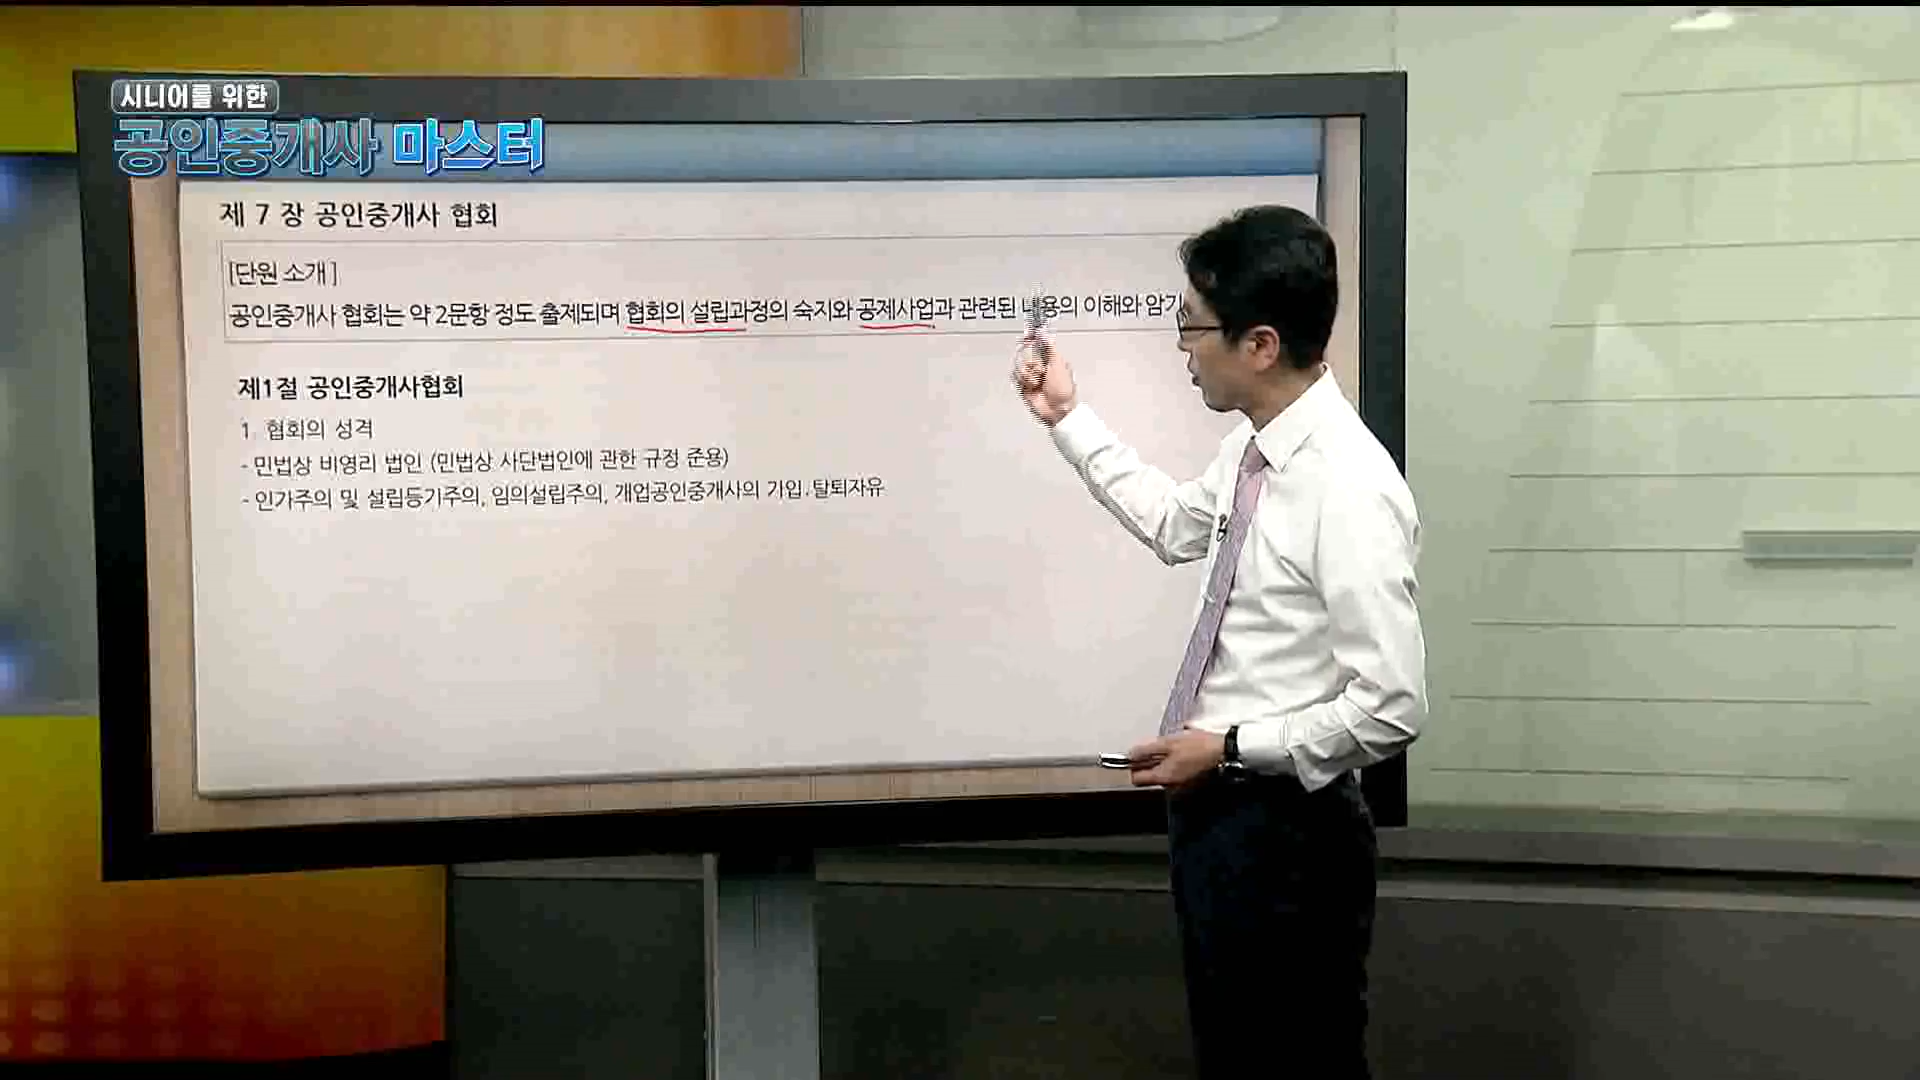 시니어를 위한
공인중개사 마스터
제 7 장 공인중개사 협회
[단원 소개]
공인중개사 협회는 약 2문항 정도 출제되며 협회의 설립과정의 숙지와 공제사업과 관련된 내용의 이해와 암기
제1절 공인중개사협회
1. 협회의 성격
- 민법상 비영리 법인 (민법상 사단법인에 관한 규정 준용)
- 인가주의 및 설립등기주의, 임의설립주의, 개업공인중개사의 가입.탈퇴자유